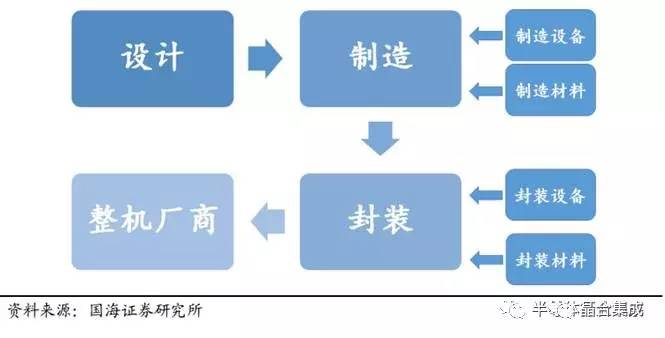 设计
制造
制造设备
制造材料
整机厂商
封装
封装设备
封装材料
资料来源：国海证券研究所
半导体晶合集成